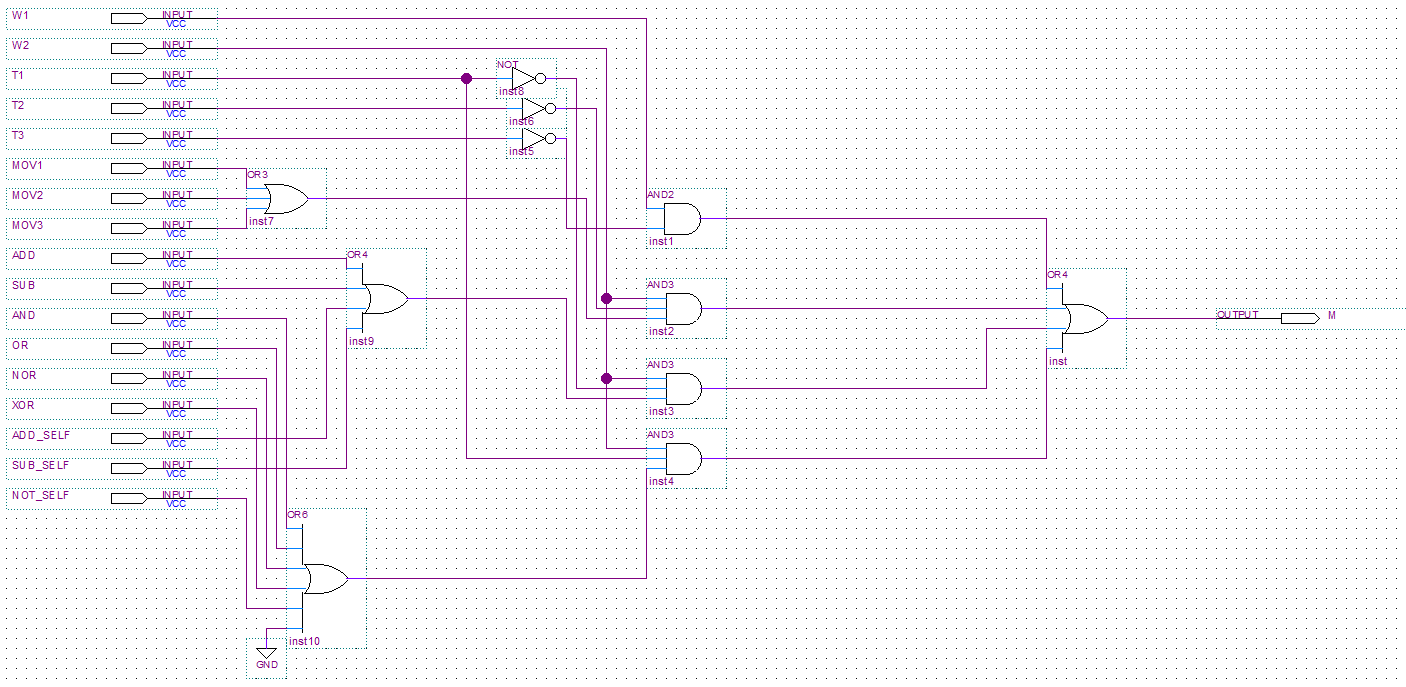 W1 INPUT
VCC
W2 INPUT
VCC
T1 INPUT
VCC
NOT
inst8
T2 INPUT
VCC
inst6
T3 INPUT
VCC
inst5
MOV1 INPUT
VCC
OR3
MOV2 INPUT
VCC
AND2
inst7
MOV3 INPUT
VCC
inst1
ADD INPUT
VCC
OR4
OR4
SUB INPUT
VCC
AND3
AND INPUT
VCC
OUTPUT M
inst2
OR INPUT
VCC
inst9
inst
NOR INPUT
VCC
AND3
XOR INPUT
VCC
inst3
ADD_SELF INPUT
VCC
AND3
SUB_SELF INPUT
VCC
inst4
NOT_SELF INPUT
VCC
OR6
inst10
GND